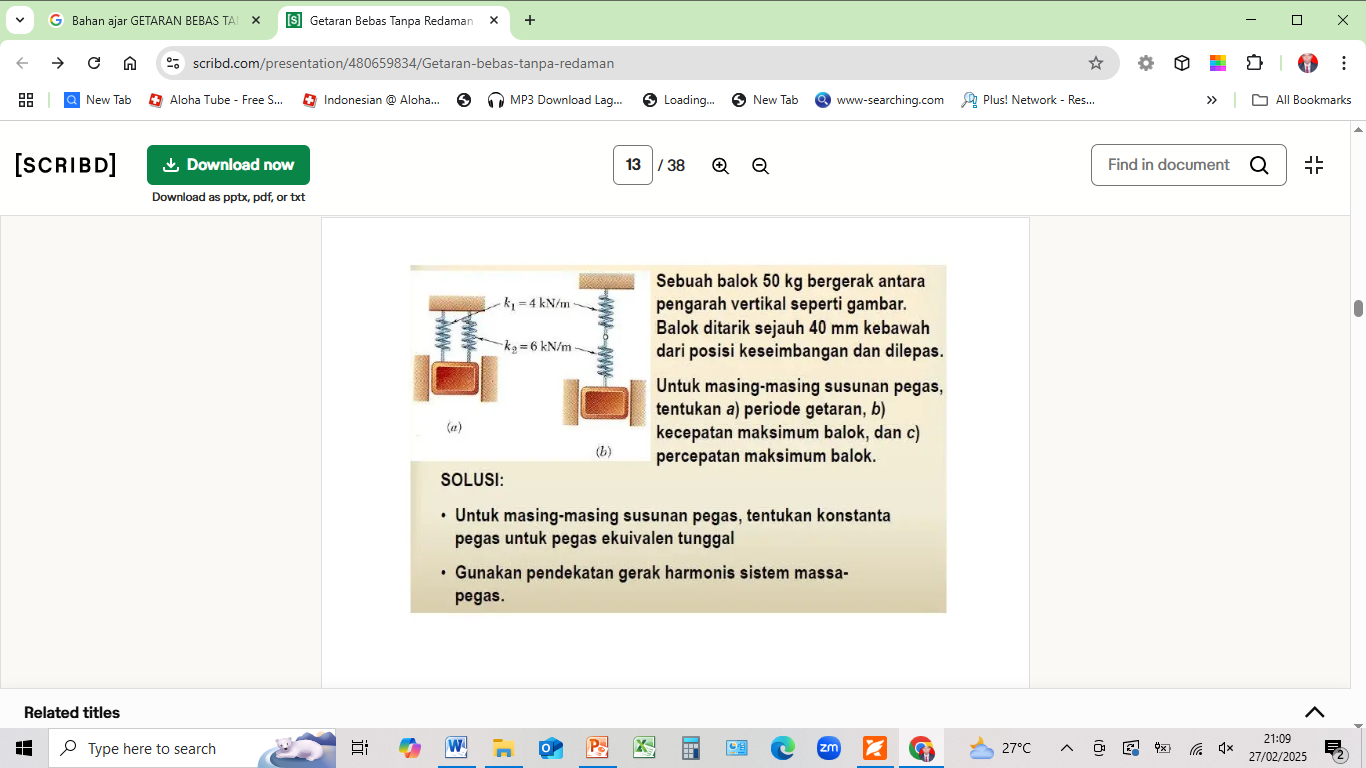 Bahan ajar GETARAN BEBAS TA
Getaran Bebas Tanpa Redaman
scribd.com/presentation/480659834/Getaran-bebas-tanpa-redaman
New Tab
Aloha Tube - Free S...
Indonesian @ Aloha...
MP3 Download Lag...
Loading...
New Tab
www-searching.com
Plus! Network - Res...
All Bookmarks
[SCRIBD]
Download now
Download as pptx, pdf, or txt
13 / 38
Find in document
k1 = 4 kN/m
k2 = 6 kN/m
(a)
(b)
Sebuah balok 50 kg bergerak antara
pengarah vertikal seperti gambar.
Balok ditarik sejauh 40 mm kebawah
dari posisi keseimbangan dan dilepas.
Untuk masing-masing susunan pegas,
tentukan a) periode getaran, b)
kecepatan maksimum balok, dan c)
percepatan maksimum balok.
SOLUSI:
• Untuk masing-masing susunan pegas, tentukan konstanta
pegas untuk pegas ekuivalen tunggal
• Gunakan pendekatan gerak harmonis sistem massa-
pegas.
Related titles
Type here to search
27°C
21:09
27/02/2025
2
zm